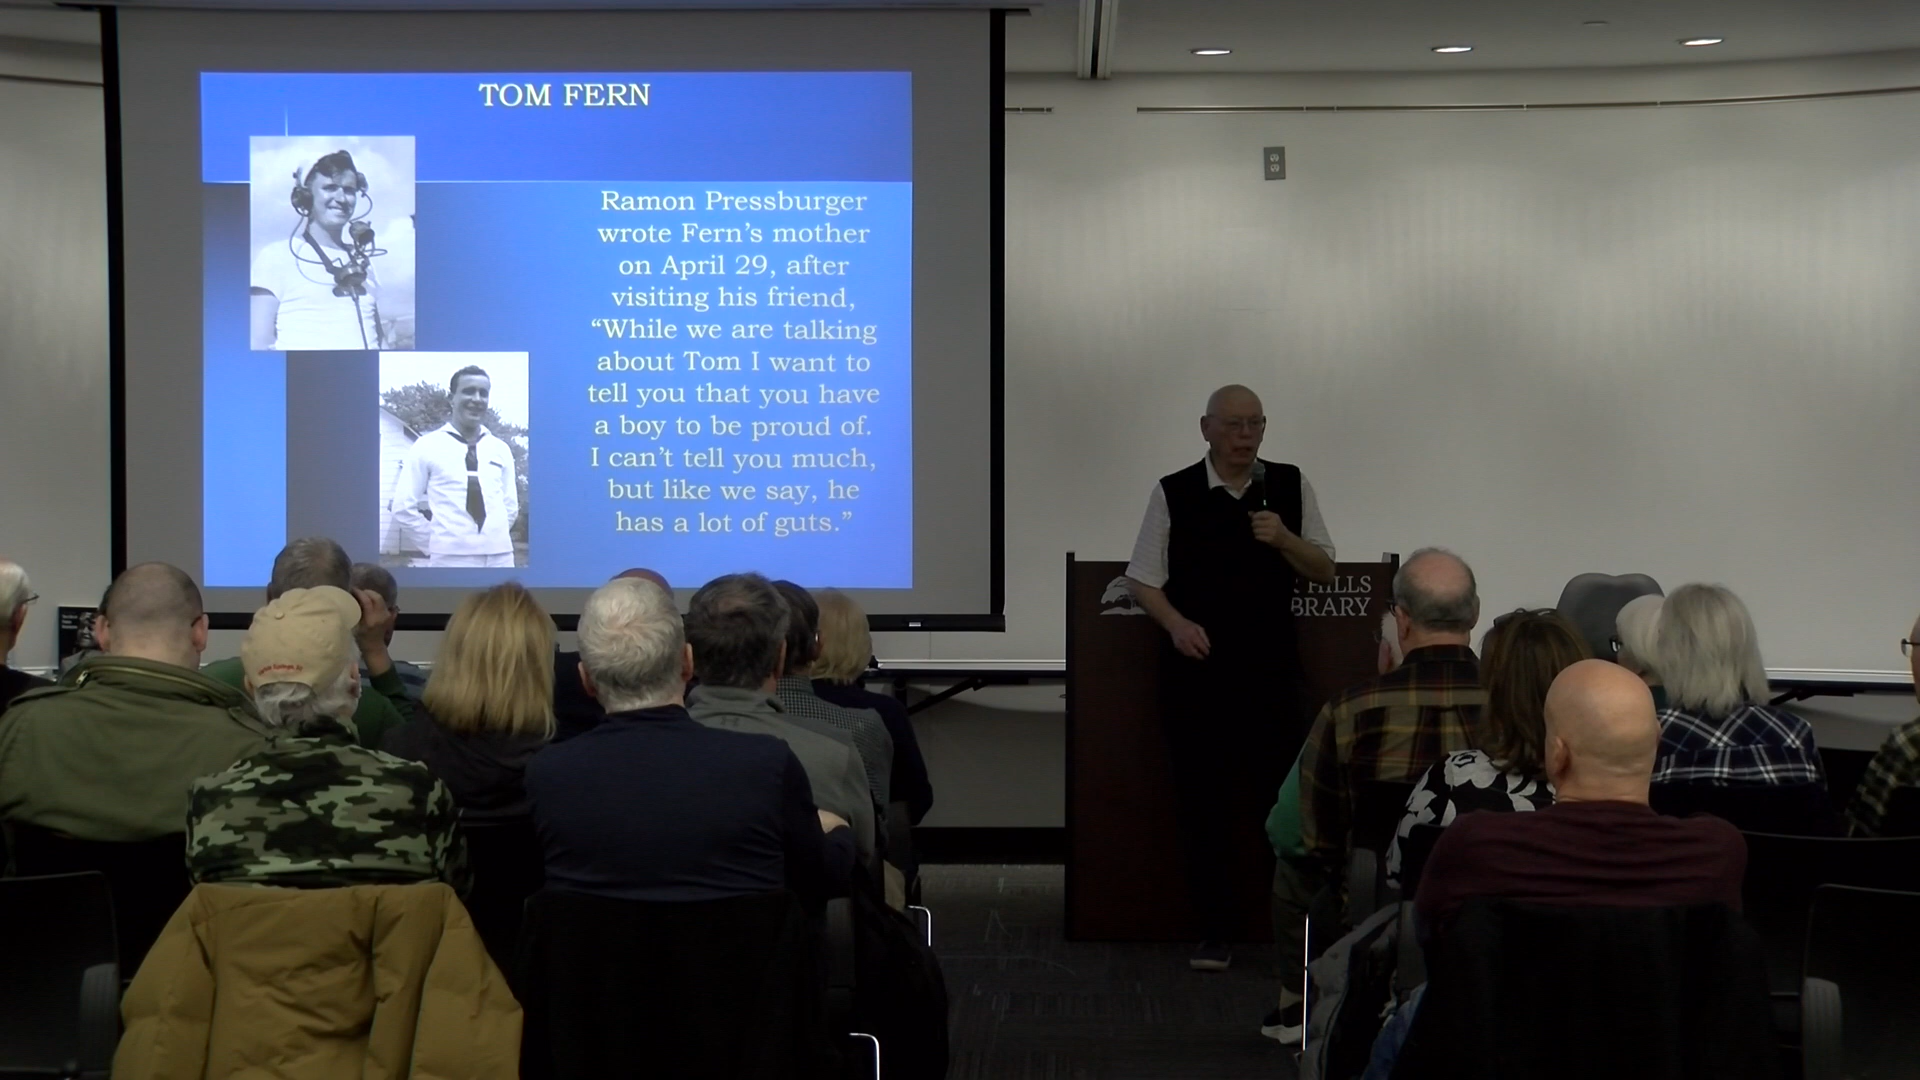 TOM FERN
Ramon Pressburger
wrote Fern's mother
on April 29, after
visiting his friend,
“While we are talking
about Tom I want to
tell you that you have
a boy to be proud of.
I can't tell you much,
but like we say, he
has a lot of guts.”
HILLS
BRARY